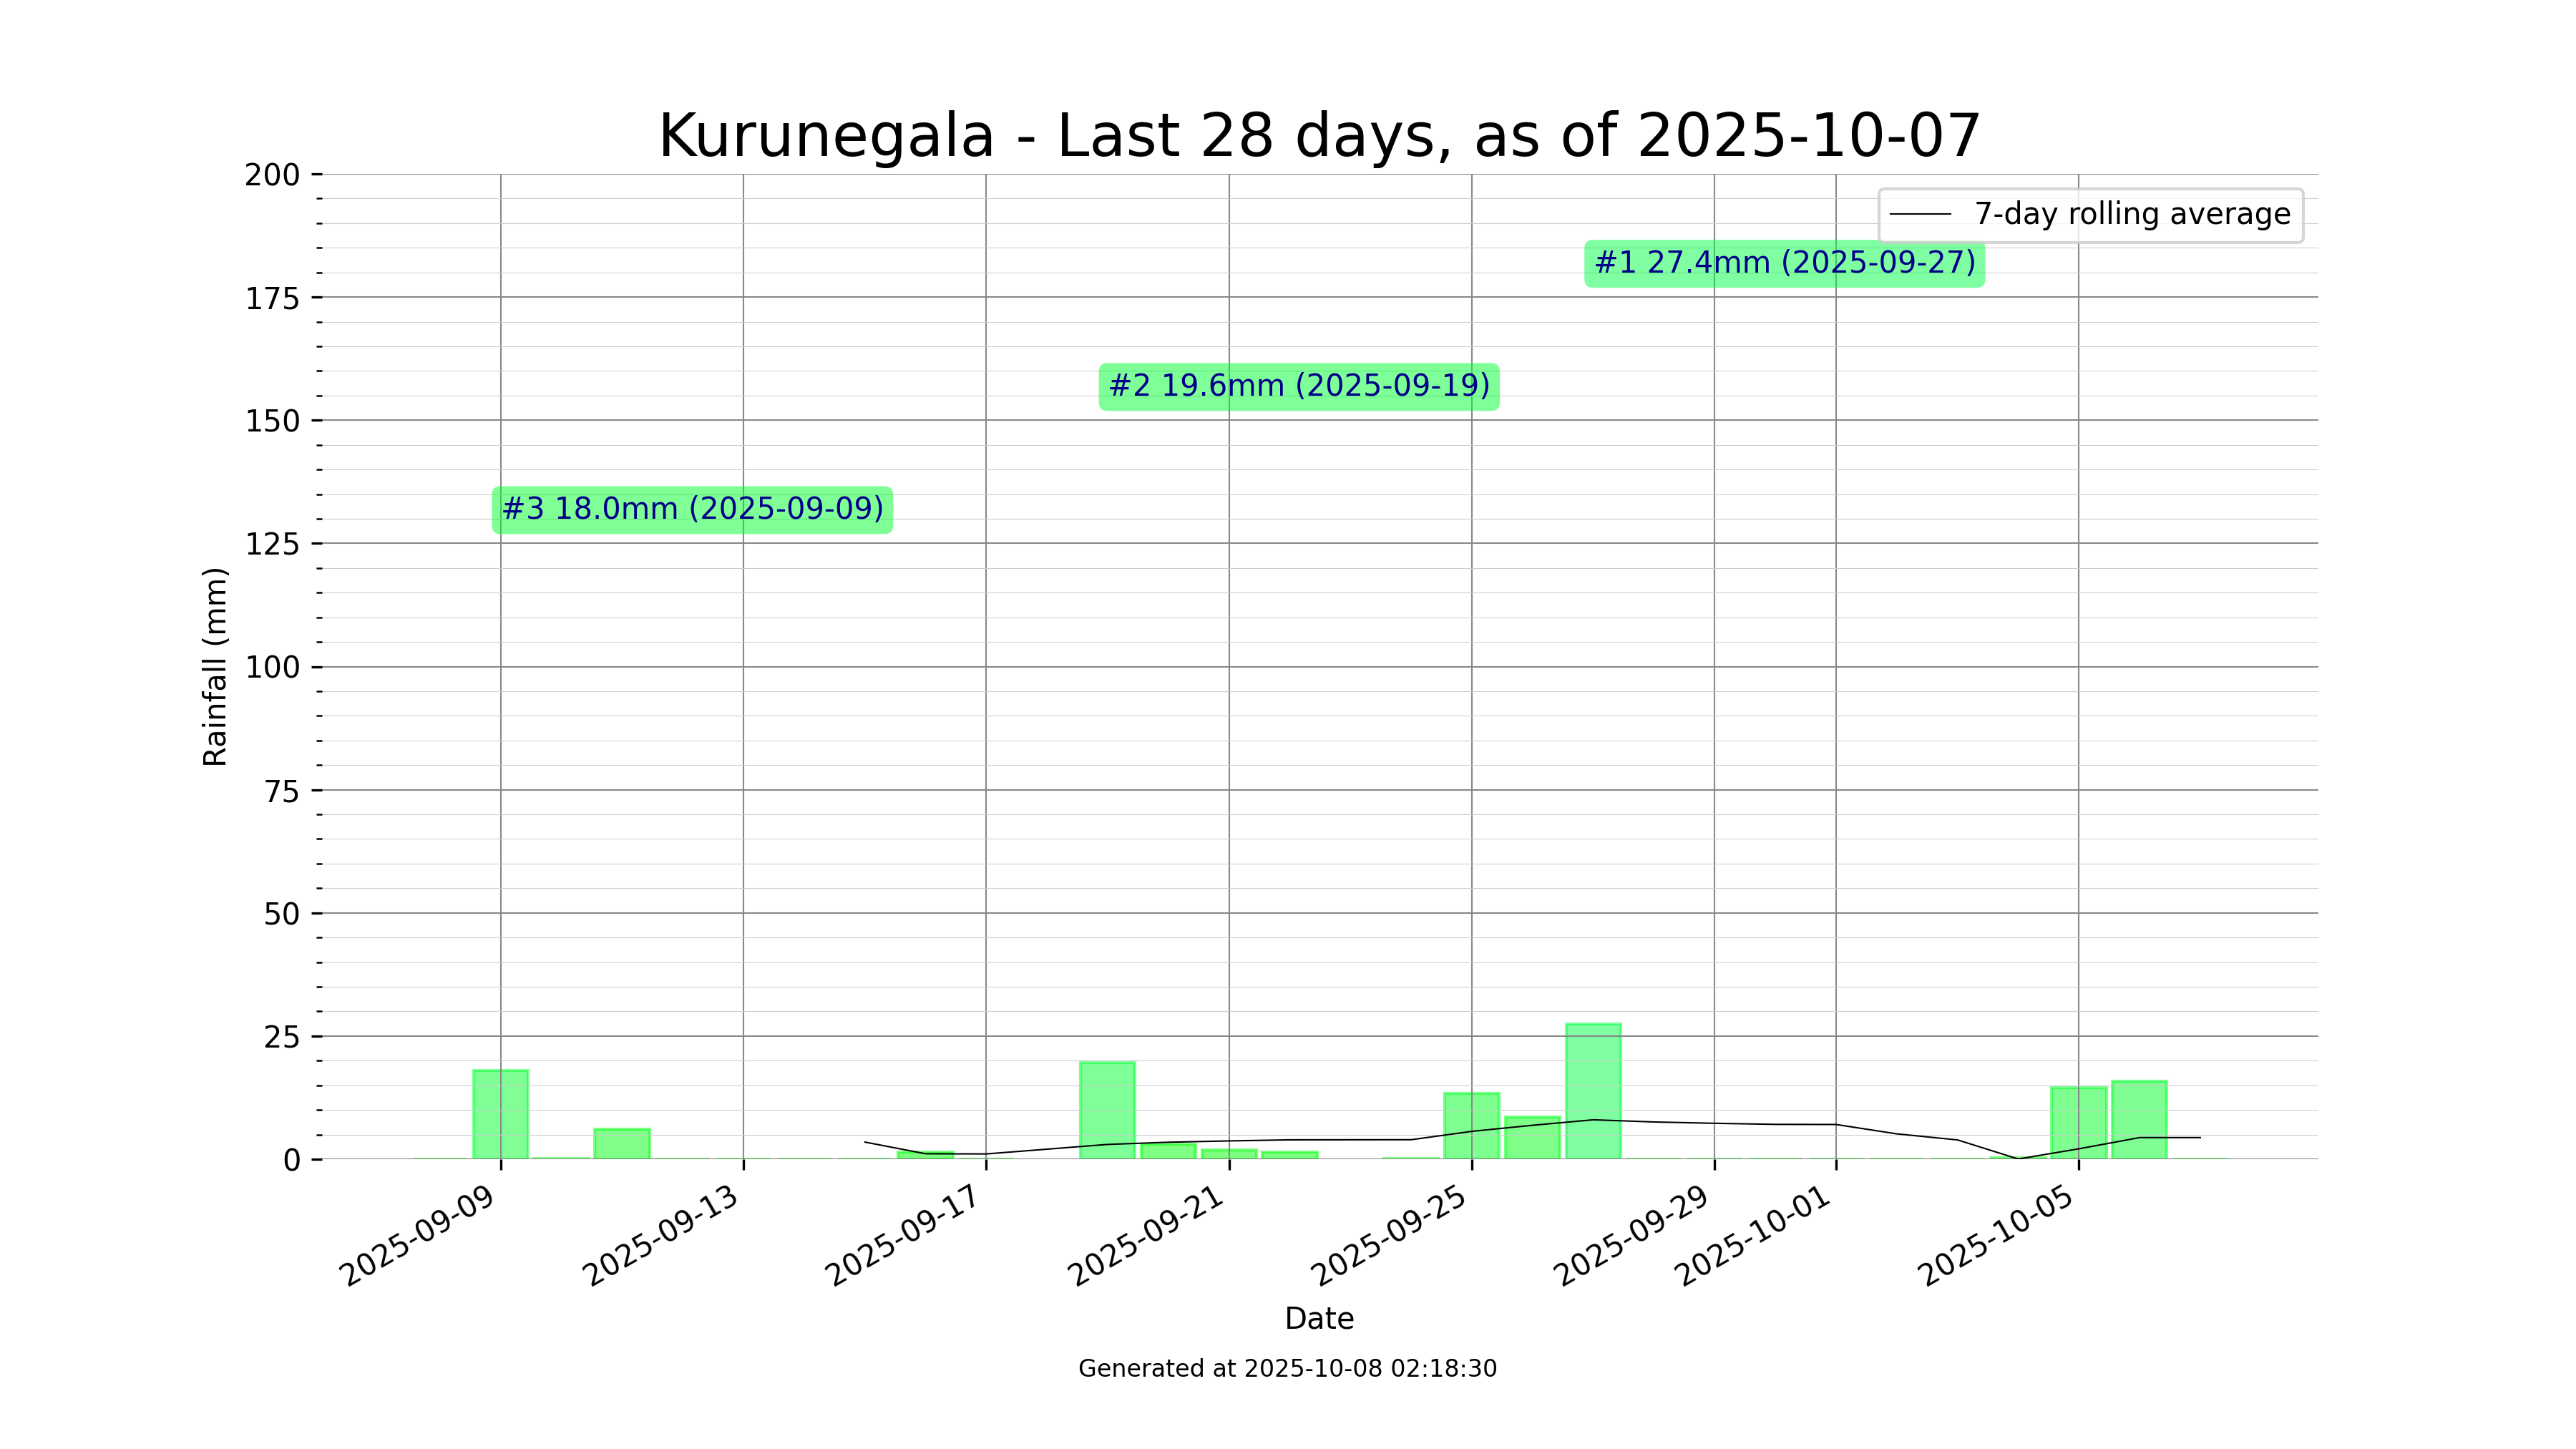 Kurunegala - Last 28 days, as of 2025-10-07
200
175
150
125
100
75
50
25
0
Rainfall (mm)
7-day rolling average
#1 27.4mm (2025-09-27)
#2 19.6mm (2025-09-19)
#3 18.0mm (2025-09-09)
2025-09-09
2025-09-13
2025-09-17
2025-09-21
2025-09-25
2025-09-29
2025-10-01
2025-10-05
Date
Generated at 2025-10-08 02:18:30